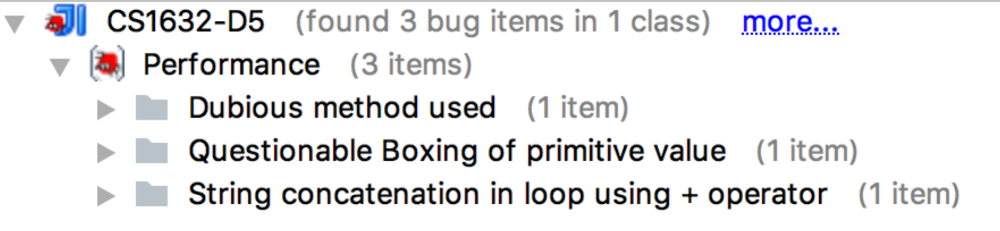 CS1632-D5 (found 3 bug items in 1 class) more...
Performance (3 items)
Dubious method used (1 item)
Questionable Boxing of primitive value (1 item)
String concatenation in loop using + operator (1 item)